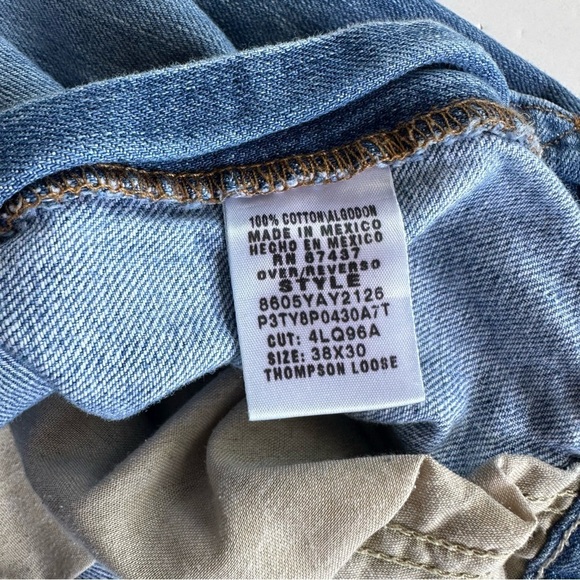 100% COTTON/ALGODON
MADE IN MEXICO
HECHO EN MEXICO
RN 87437
OVER/REVERSO
STYLE
8605YAY2126
P3TY8P0430A7T
CUT: 4LQ96A
SIZE: 38X30
THOMPSON LOOSE